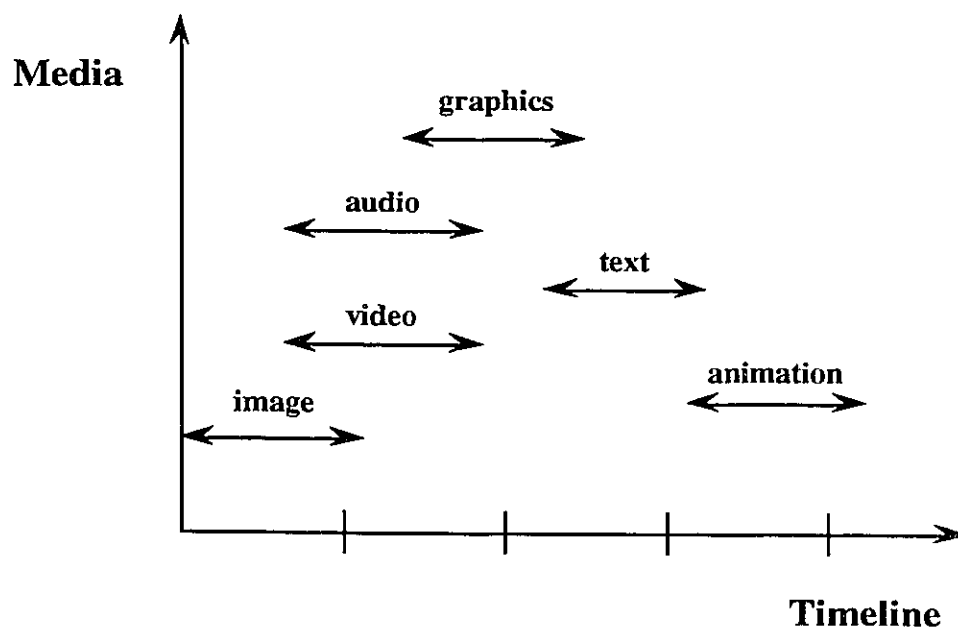 Media
graphics
audio
text
video
animation
image
Timeline